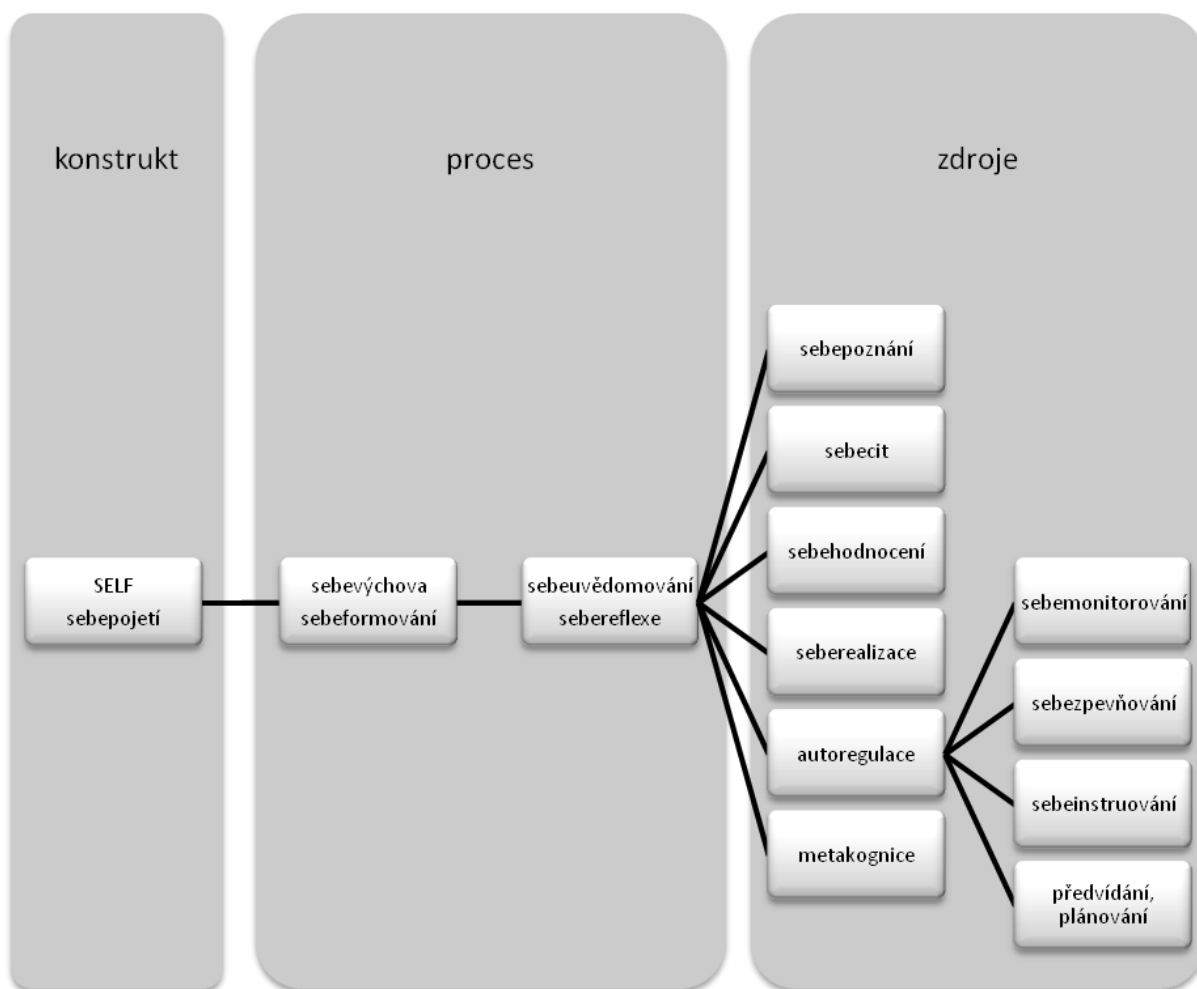 konstrukt
proces
zdroje
SELF
sebepojetí
sebevýchova
sebeformování
sebeuvědomování
sebereflexe
sebepoznání
sebecit
sebehodnocení
seberealizace
autoregulace
metakognice
sebemonitorování
sebezpevňování
sebeinstruování
předvídání,
plánování